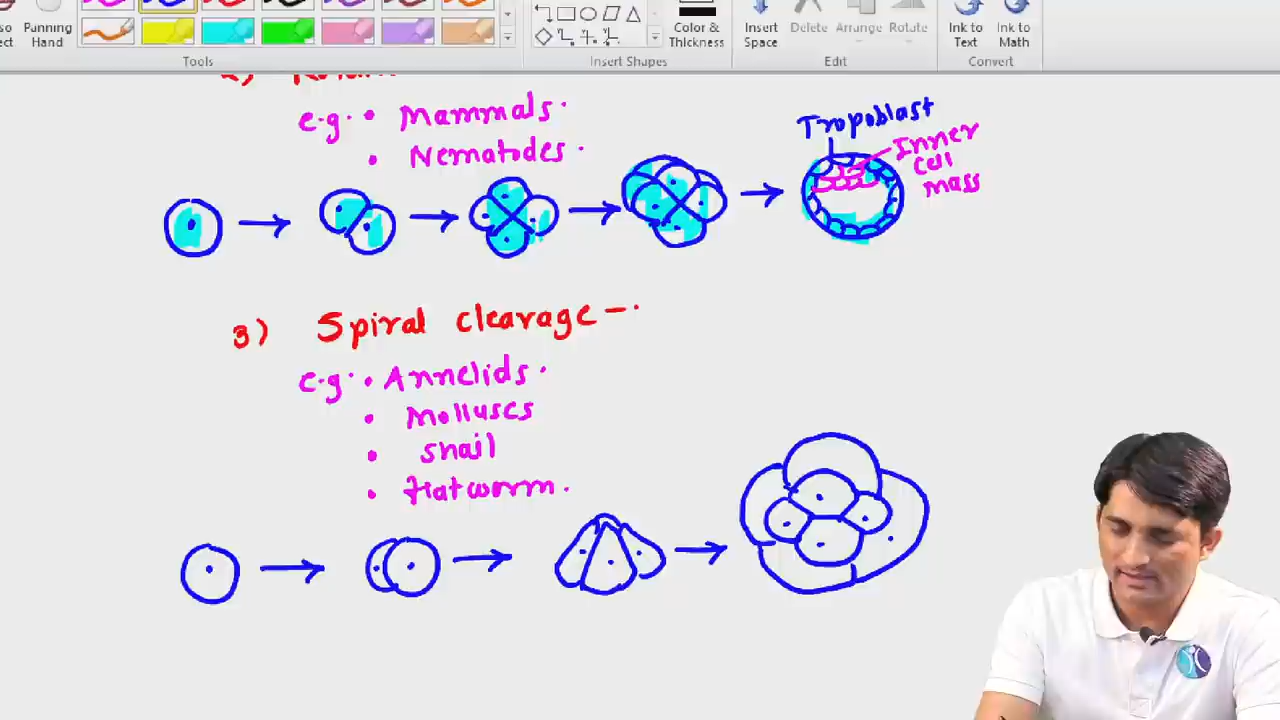 Punning
Hand
Color &
Thickness
Insert
Space
Delete Arrange Rotate
Ink to
Text
Ink to
Math
Tools
Insert Shapes
Edit
Convert
2)
e.g. • Mammals.
• Nematodes.
Tropoblast
Inner
cell
mass
3) Spiral cleavage -
e.g. • Annelids.
• Molluscs
• Snail
• flatworm.